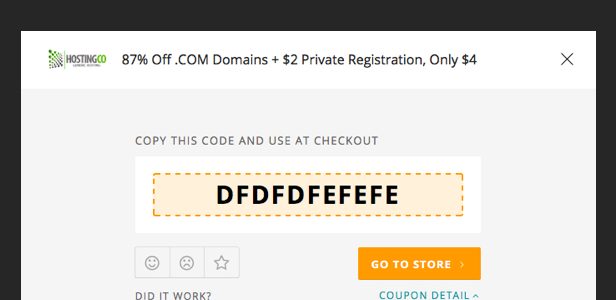 HOSTINGCO
87% Off .COM Domains + $2 Private Registration, Only $4
COPY THIS CODE AND USE AT CHECKOUT
DFDFDFEFEFE
GO TO STORE
DID IT WORK?
COUPON DETAIL